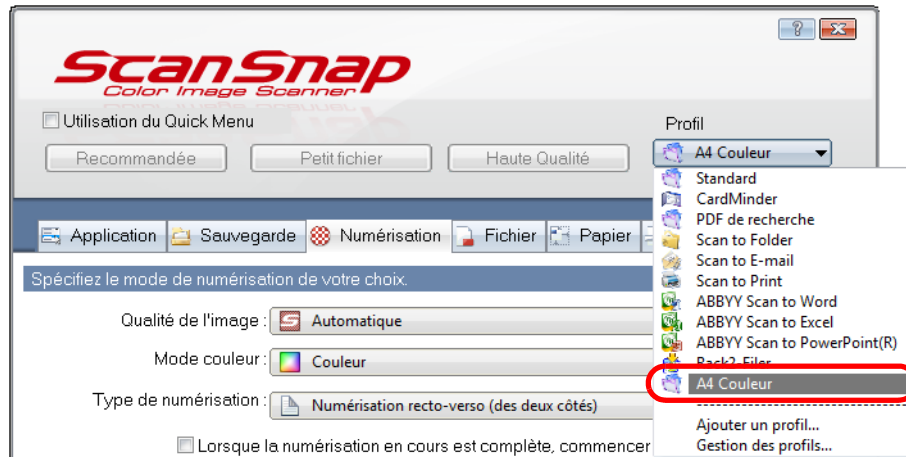 ScanSnap
Color Image Scanner
Utilisation du Quick Menu
Profil
Recommandée
Petit fichier
Haute Qualité
A4 Couleur
Standard
CardMinder
PDF de recherche
Scan to Folder
Scan to E-mail
Scan to Print
ABBYY Scan to Word
ABBYY Scan to Excel
ABBYY Scan to PowerPoint(R)
Rack2-Filer
A4 Couleur
Ajouter un profil...
Gestion des profils...
Application
Sauvegarde
Numérisation
Fichier
Papier
Spécifiez le mode de numérisation de votre choix.
Qualité de l'image :
Automatique
Mode couleur :
Couleur
Type de numérisation :
Numérisation recto-verso (des deux côtés)
Lorsque la numérisation en cours est complète, commencer